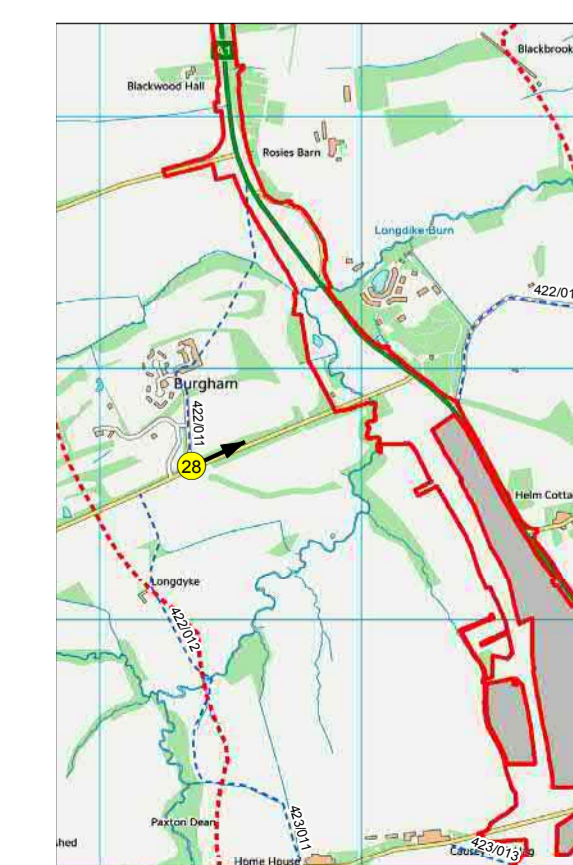 A1
Blackbrook
Blackwood Hall
Rosies Barn
Longdike Burn
422/01
Burgham
422/011
28
Helm Cotta
Longdyke
422/012
Paxton Dean
423/011
hed
423/013
Home House